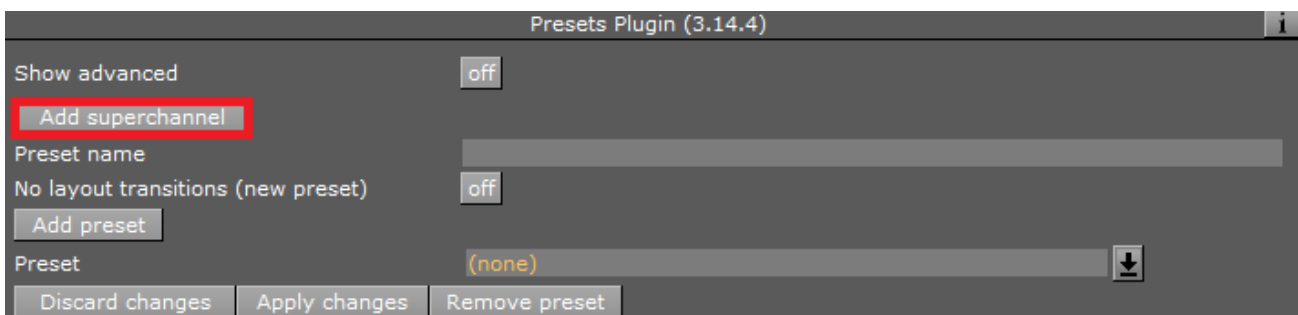 Presets Plugin (3.14.4) i
Show advanced off
Add superchannel
Preset name
No layout transitions (new preset) off
Add preset
Preset (none)
Discard changes Apply changes Remove preset